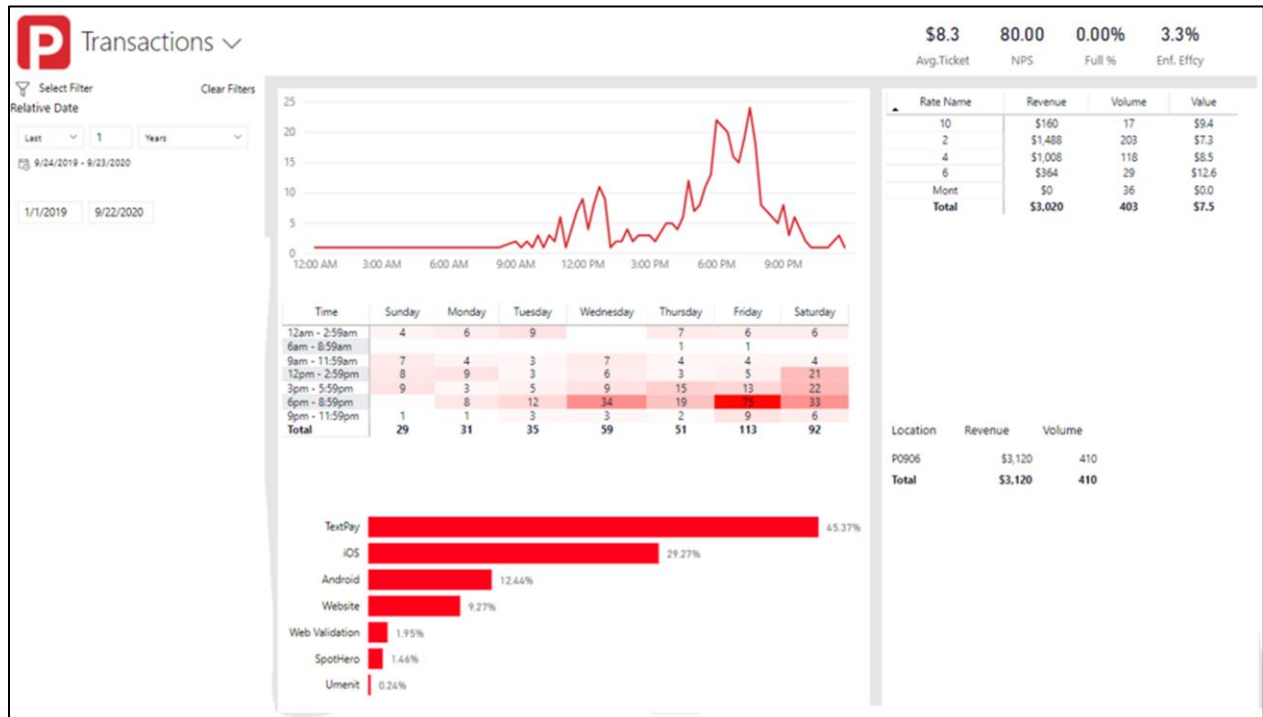 P Transactions
$8.3 80.00 0.00% 3.3%
Avg.Ticket NPS Full % Enf. Effcy
Select Filter Clear Filters
Relative Date
Last 1 Years
9/24/2019 - 9/23/2020
1/1/2019 9/22/2020
25
20
15
10
5
0
12:00 AM 3:00 AM 6:00 AM 9:00 AM 12:00 PM 3:00 PM 6:00 PM 9:00 PM
Time Sunday Monday Tuesday Wednesday Thursday Friday Saturday
12am - 2:59am 4 6 9 7 6 6
6am - 8:59am 1 1
9am - 11:59am 7 4 3 7 4 4 4
12pm - 2:59pm 8 9 3 6 3 5 21
3pm - 5:59pm 9 3 5 9 15 13 22
6pm - 8:59pm 8 12 34 19 75 33
9pm - 11:59pm 1 1 3 3 2 9 6
Total 29 31 35 59 51 113 92
TextPay 45.37%
iOS 29.27%
Android 12.44%
Website 9.27%
Web Validation 1.95%
SpotHero 1.46%
Umenit 0.24%
Rate Name Revenue Volume Value
10 $160 17 $9.4
2 $1,488 203 $7.3
4 $1,008 118 $8.5
6 $364 29 $12.6
Mont $0 36 $0.0
Total $3,020 403 $7.5
Location Revenue Volume
P0906 $3,120 410
Total $3,120 410